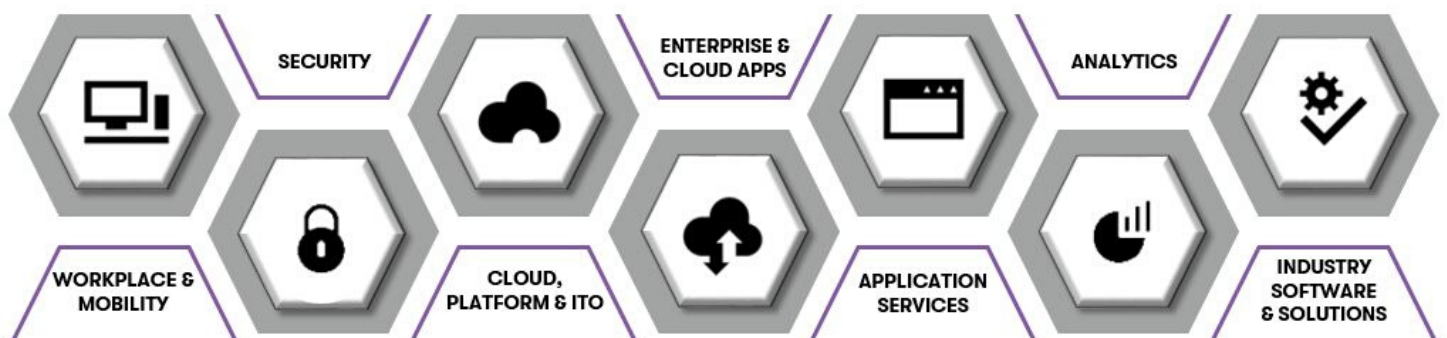 SECURITY
ENTERPRISE &
CLOUD APPS
ANALYTICS
WORKPLACE &
MOBILITY
CLOUD,
PLATFORM & ITO
APPLICATION
SERVICES
INDUSTRY
SOFTWARE
& SOLUTIONS